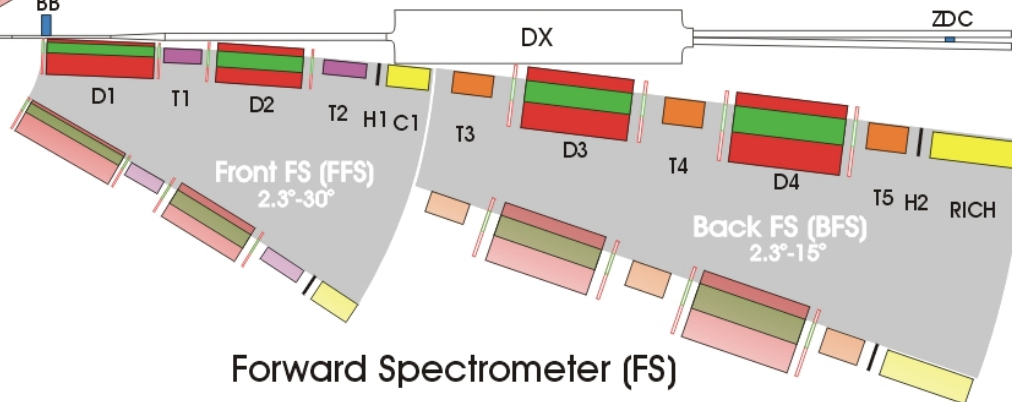 BB
DX
ZDC
D1
T1
D2
T2
H1
C1
T3
D3
T4
D4
T5
H2
RICH
Front FS (FFS)
2.3°-30°
Back FS (BFS)
2.3°-15°
Forward Spectrometer (FS)